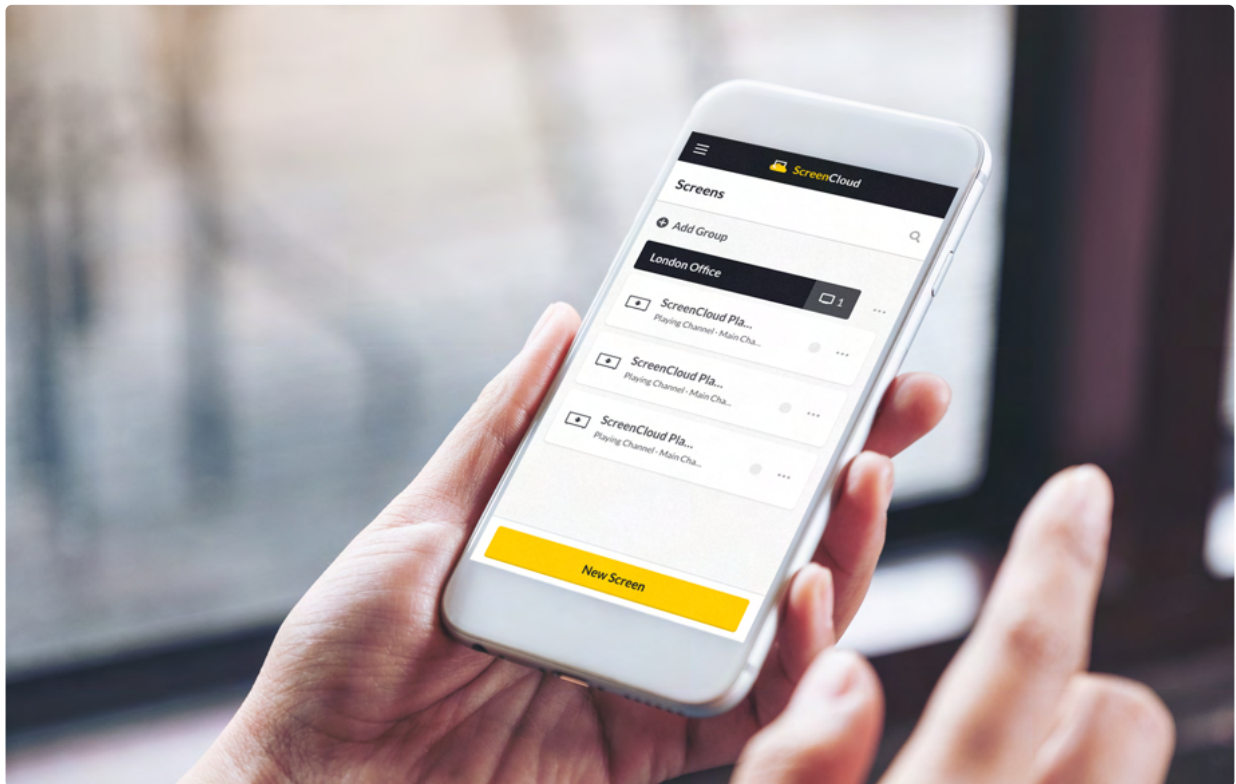 ScreenCloud
Screens
Add Group
London Office
1
ScreenCloud Pla...
Playing Channel - Main Cha...
ScreenCloud Pla...
Playing Channel - Main Cha...
ScreenCloud Pla...
Playing Channel - Main Cha...
New Screen